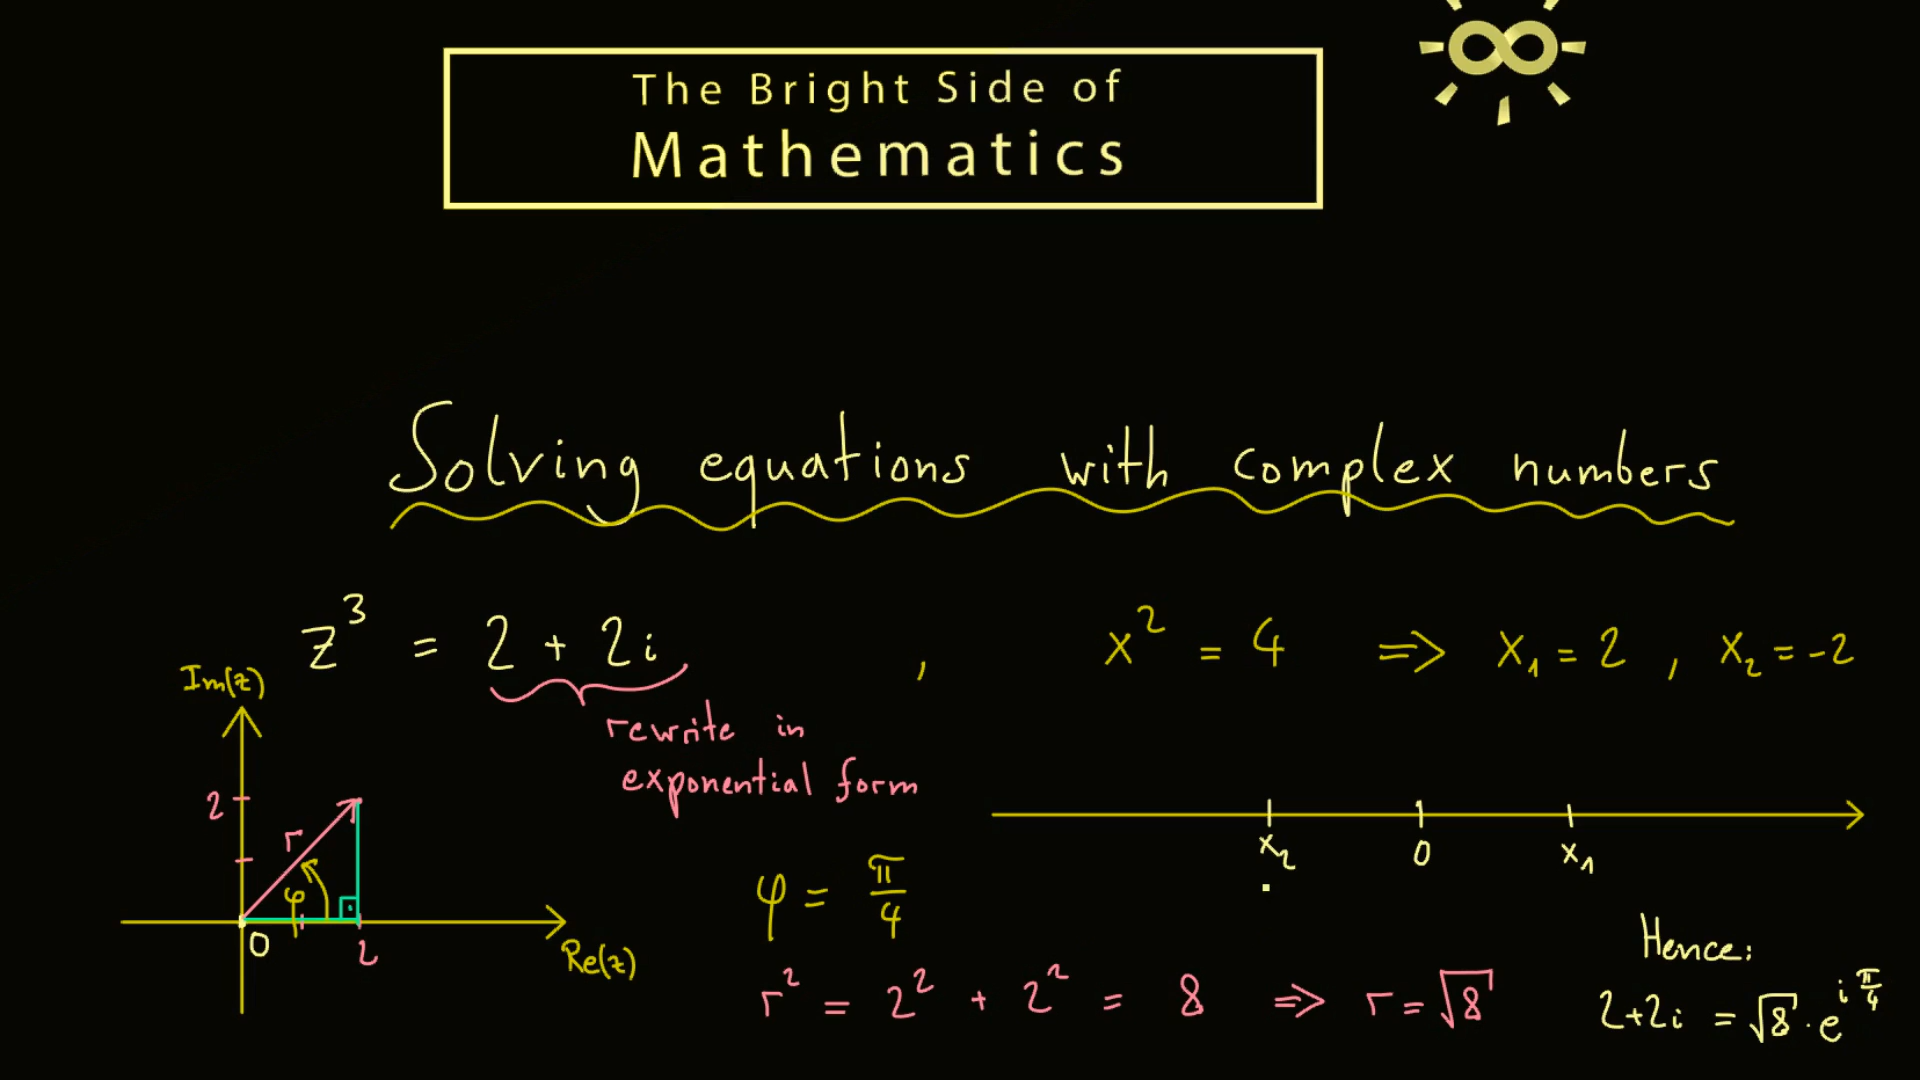 The Bright Side of
Mathematics
Solving equations with complex numbers
z³ = 2 + 2i , x² = 4 ⇒ x₁ = 2 , x₂ = -2
rewrite in
exponential form
Im(z)
2
r
φ
0
2
Re(z)
x₂ 0 x₁
φ = π/4
r² = 2² + 2² = 8 ⇒ r = √8
Hence:
2+2i = √8 · e^(i π/4)